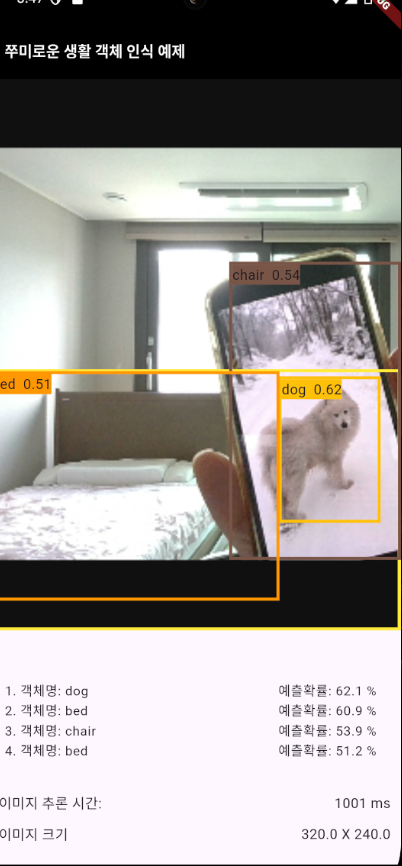 쭈미로운 생활 객체 인식 예제
chair 0.54
ed 0.51
dog 0.62
1. 객체명: dog 예측확률: 62.1 %
2. 객체명: bed 예측확률: 60.9 %
3. 객체명: chair 예측확률: 53.9 %
4. 객체명: bed 예측확률: 51.2 %
이미지 추론 시간: 1001 ms
이미지 크기 320.0 X 240.0